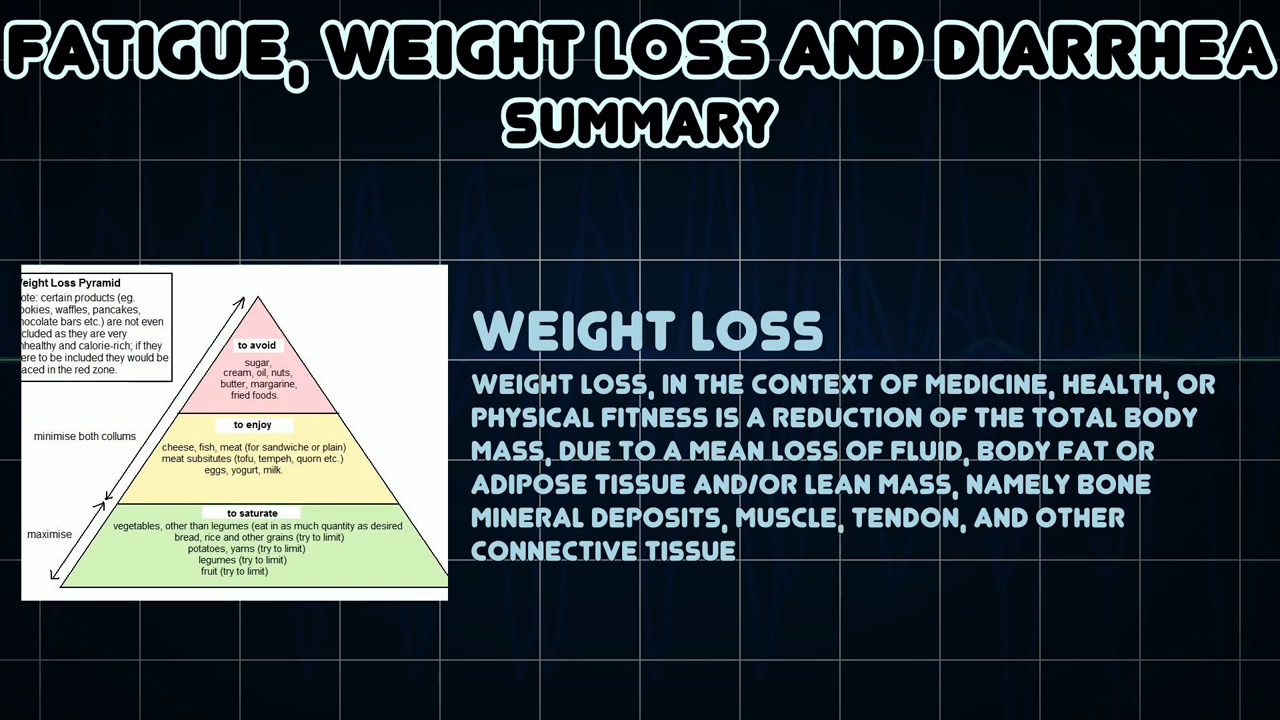 FATIGUE, WEIGHT LOSS AND DIARRHEA
SUMMARY
eight Loss Pyramid
ote: certain products (eg.
ookies, waffles, pancakes,
hocolate bars etc.) are not even
cluded as they are very
nhealthy and calorie-rich; if they
ere to be included they would be
aced in the red zone.
to avoid
sugar,
cream, oil, nuts,
butter, margarine,
fried foods.
to enjoy
minimise both collums
cheese, fish, meat (for sandwiche or plain)
meat subsitutes (tofu, tempeh, quorn etc.)
eggs, yogurt, milk.
to saturate
maximise
vegetables, other than legumes (eat in as much quantity as desired
bread, rice and other grains (try to limit)
potatoes, yams (try to limit)
legumes (try to limit)
fruit (try to limit)
WEIGHT LOSS
WEIGHT LOSS, IN THE CONTEXT OF MEDICINE, HEALTH, OR
PHYSICAL FITNESS IS A REDUCTION OF THE TOTAL BODY
MASS, DUE TO A MEAN LOSS OF FLUID, BODY FAT OR
ADIPOSE TISSUE AND/OR LEAN MASS, NAMELY BONE
MINERAL DEPOSITS, MUSCLE, TENDON, AND OTHER
CONNECTIVE TISSUE